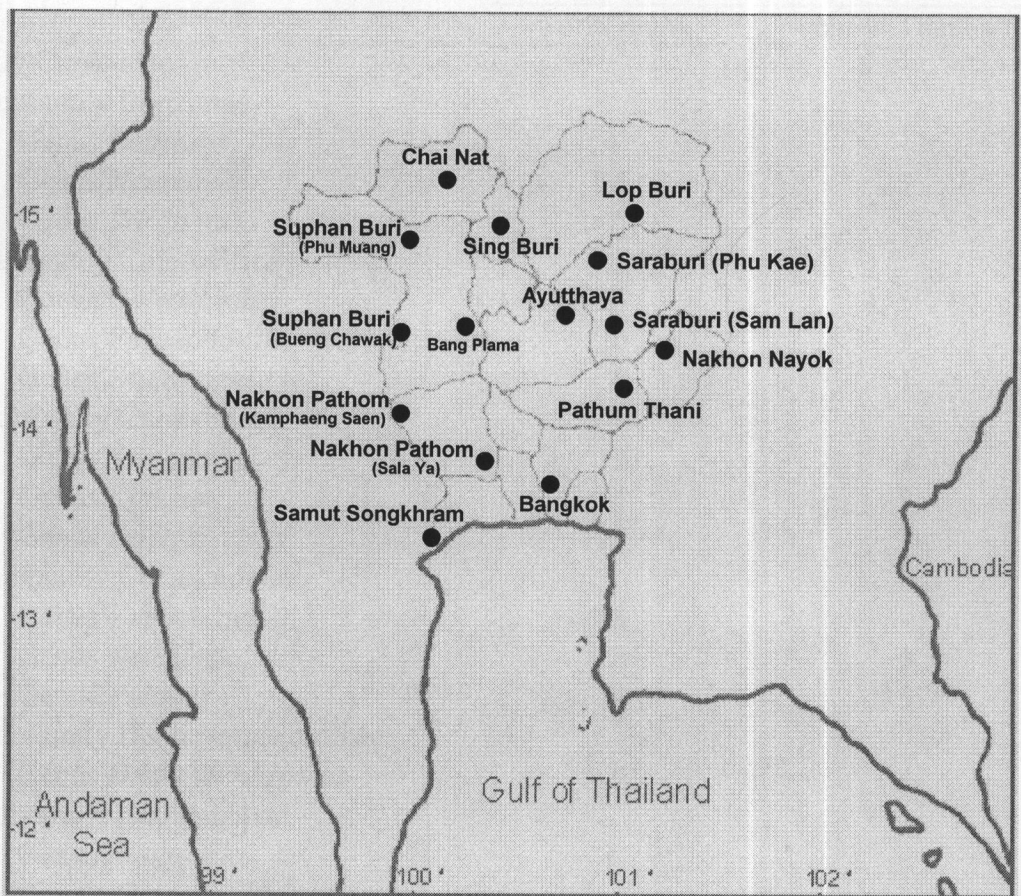 Chai Nat
Lop Buri
15 '
Suphan Buri
(Phu Muang)
Sing Buri
Saraburi (Phu Kae)
Ayutthaya
Suphan Buri
(Bueng Chawak)
Bang Plama
Saraburi (Sam Lan)
Nakhon Nayok
Nakhon Pathom
(Kamphaeng Saen)
Pathum Thani
14 '
Myanmar
Nakhon Pathom
(Sala Ya)
Bangkok
Samut Songkhram
Cambodia
13 '
Gulf of Thailand
Andaman
Sea
12 '
99 '
100 '
101 '
102 '